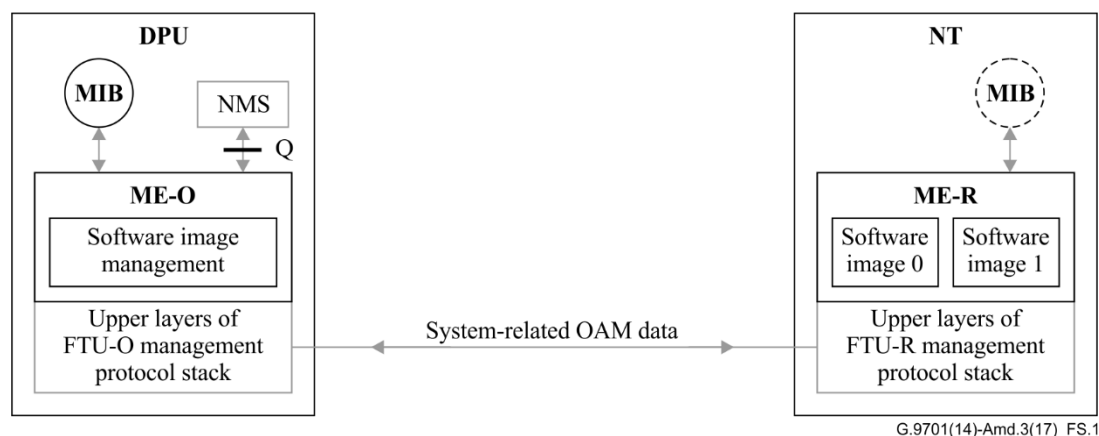 DPU
MIB
NMS
Q
ME-O
Software image
management
Upper layers of
FTU-O management
protocol stack
System-related OAM data
NT
MIB
ME-R
Software
image 0
Software
image 1
Upper layers of
FTU-R management
protocol stack
G.9701(14)-Amd.3(17)_FS.1